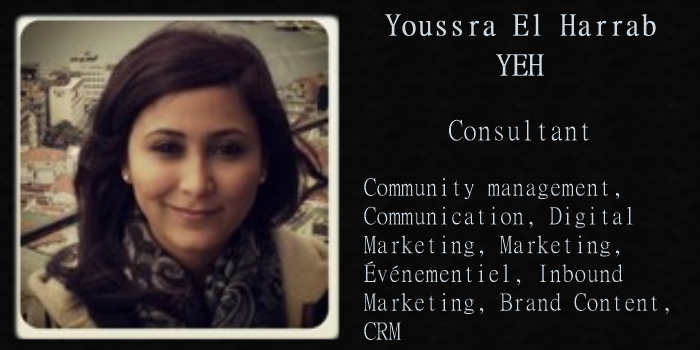 Youssra El Harrab
YEH
Consultant
Community management,
Communication, Digital
Marketing, Marketing,
Événementiel, Inbound
Marketing, Brand Content,
CRM